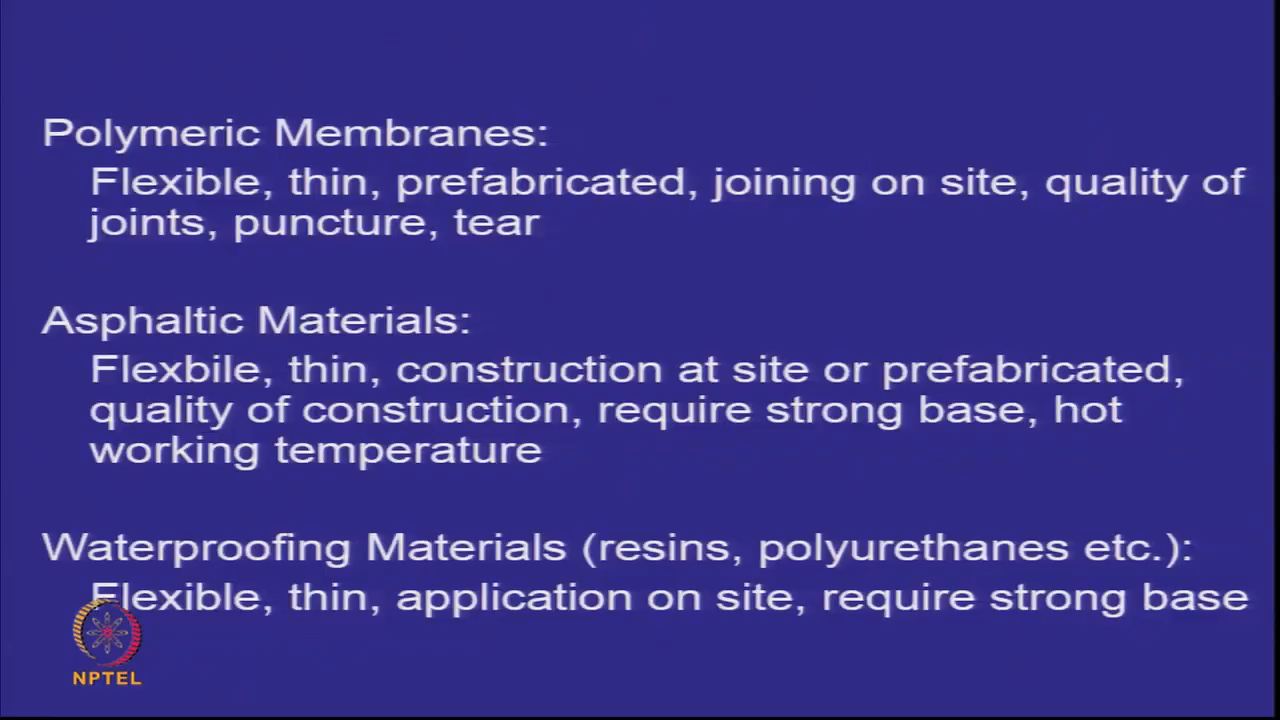 Polymeric Membranes:
Flexible, thin, prefabricated, joining on site, quality of
joints, puncture, tear
Asphaltic Materials:
Flexbile, thin, construction at site or prefabricated,
quality of construction, require strong base, hot
working temperature
Waterproofing Materials (resins, polyurethanes etc.):
Flexible, thin, application on site, require strong base
NPTEL